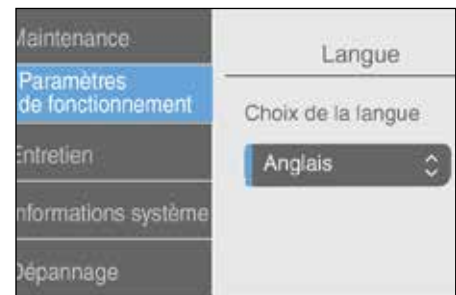 Maintenance
Paramètres
de fonctionnement
Entretien
Informations système
Dépannage
Langue
Choix de la langue
Anglais